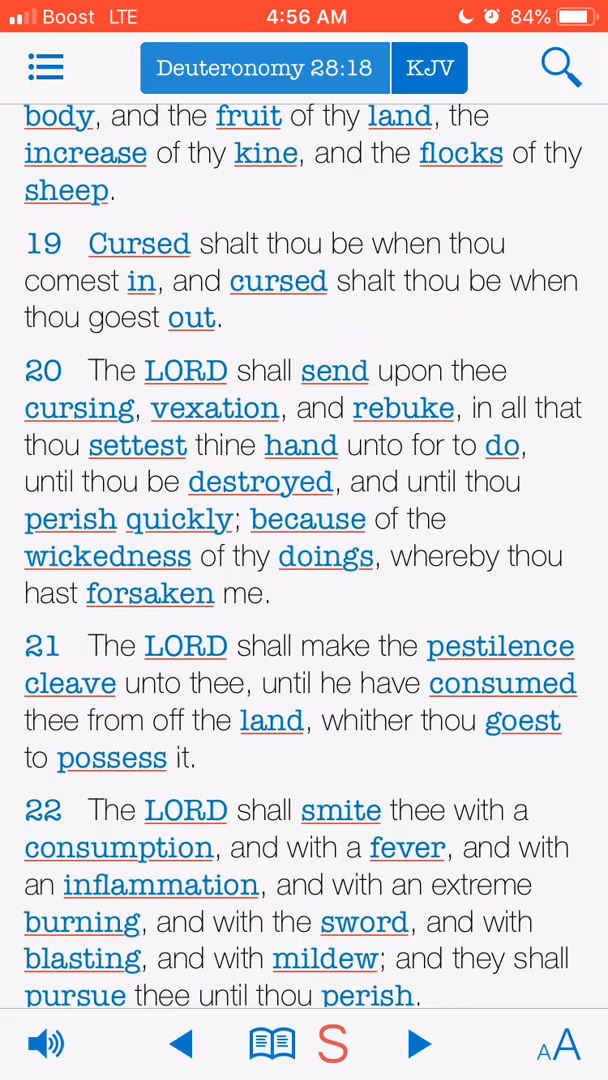 Boost LTE 4:56 AM 84%
Deuteronomy 28:18 KJV
body, and the fruit of thy land, the
increase of thy kine, and the flocks of thy
sheep.
19 Cursed shalt thou be when thou
comest in, and cursed shalt thou be when
thou goest out.
20 The LORD shall send upon thee
cursing, vexation, and rebuke, in all that
thou settest thine hand unto for to do,
until thou be destroyed, and until thou
perish quickly; because of the
wickedness of thy doings, whereby thou
hast forsaken me.
21 The LORD shall make the pestilence
cleave unto thee, until he have consumed
thee from off the land, whither thou goest
to possess it.
22 The LORD shall smite thee with a
consumption, and with a fever, and with
an inflammation, and with an extreme
burning, and with the sword, and with
blasting, and with mildew; and they shall
pursue thee until thou perish.
S AA